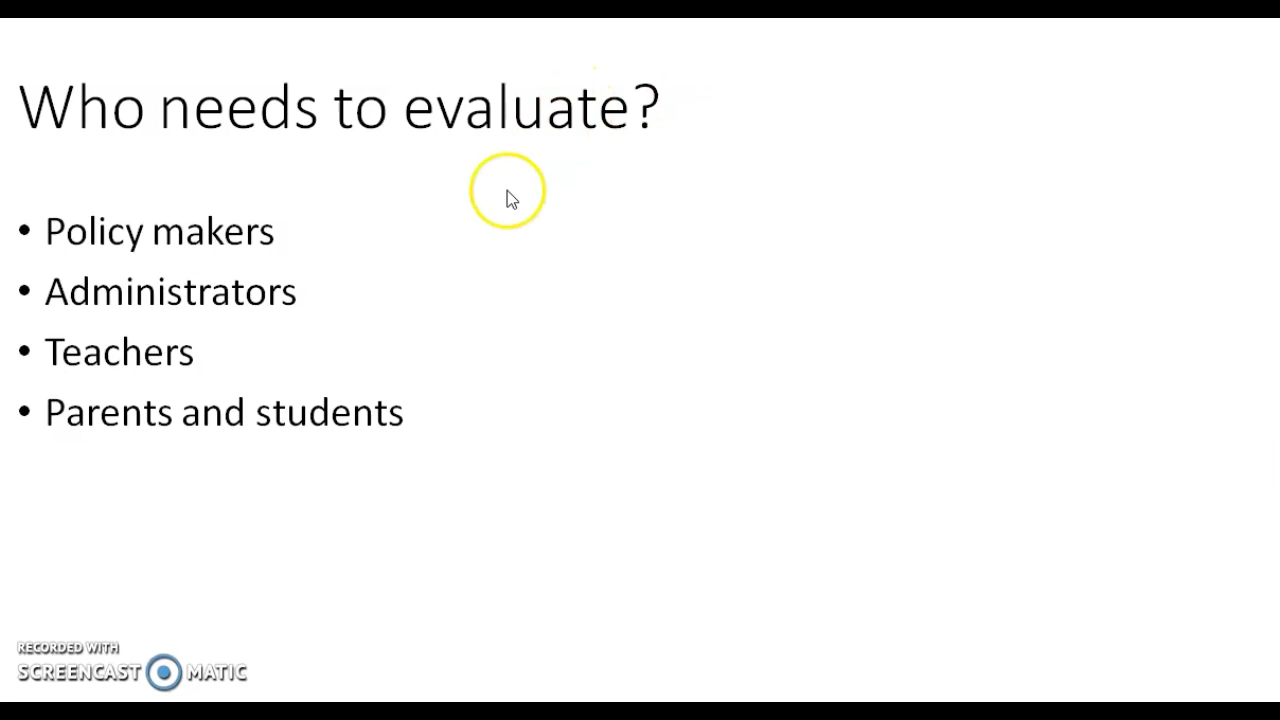 Who needs to evaluate?
• Policy makers
• Administrators
• Teachers
• Parents and students
RECORDED WITH
SCREENCAST MATIC